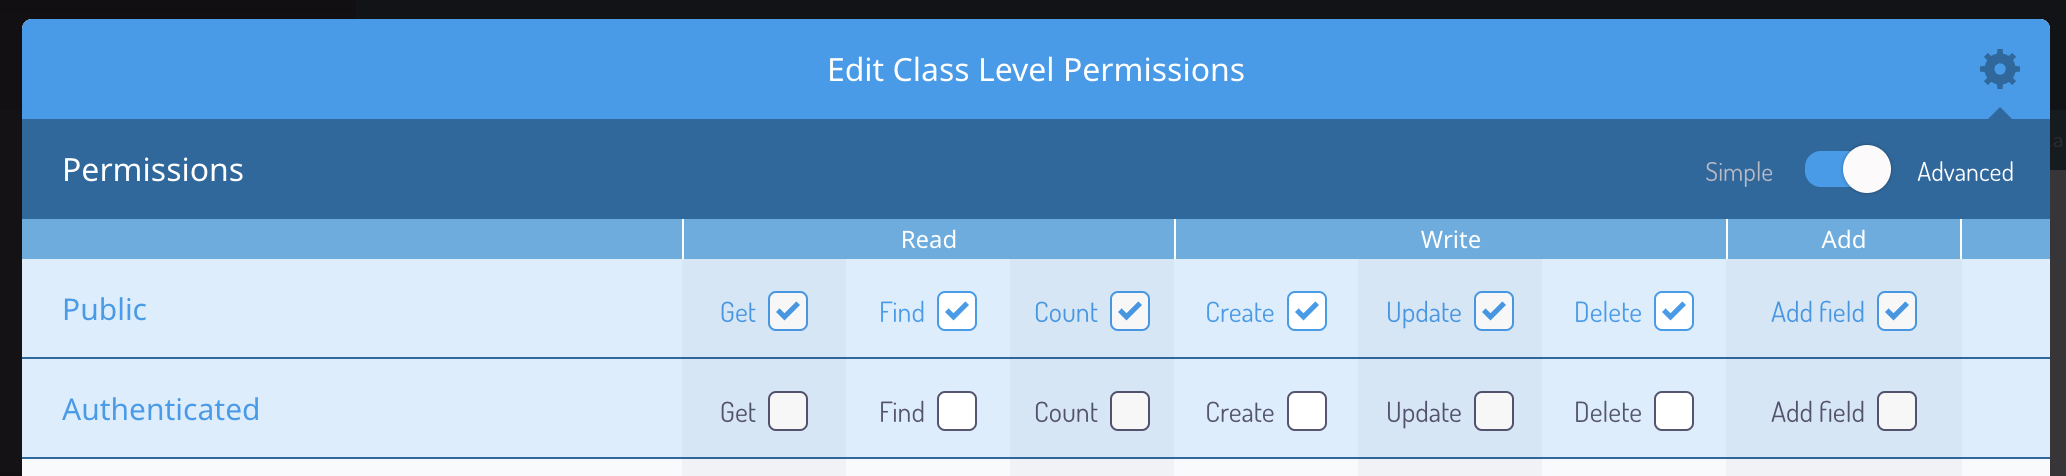 Edit Class Level Permissions
Permissions Simple Advanced
Read Write Add
Public Get Find Count Create Update Delete Add field
Authenticated Get Find Count Create Update Delete Add field